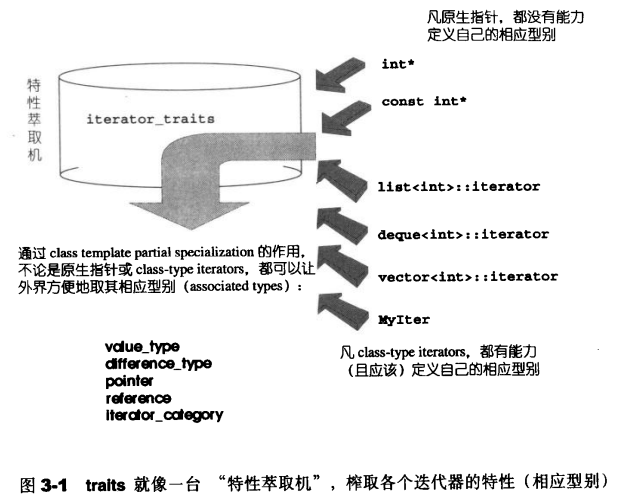 凡原生指针，都没有能力
定义自己的相应型别
int*
const int*
特性萃取机
iterator_traits
list<int>::iterator
deque<int>::iterator
vector<int>::iterator
MyIter
通过 class template partial specialization 的作用，
不论是原生指针或 class-type iterators，都可以让
外界方便地取其相应型别（associated types）：
value_type
difference_type
pointer
reference
iterator_category
凡 class-type iterators，都有能力
（且应该）定义自己的相应型别
图 3-1 traits 就像一台 “特性萃取机”，榨取各个迭代器的特性（相应型别）